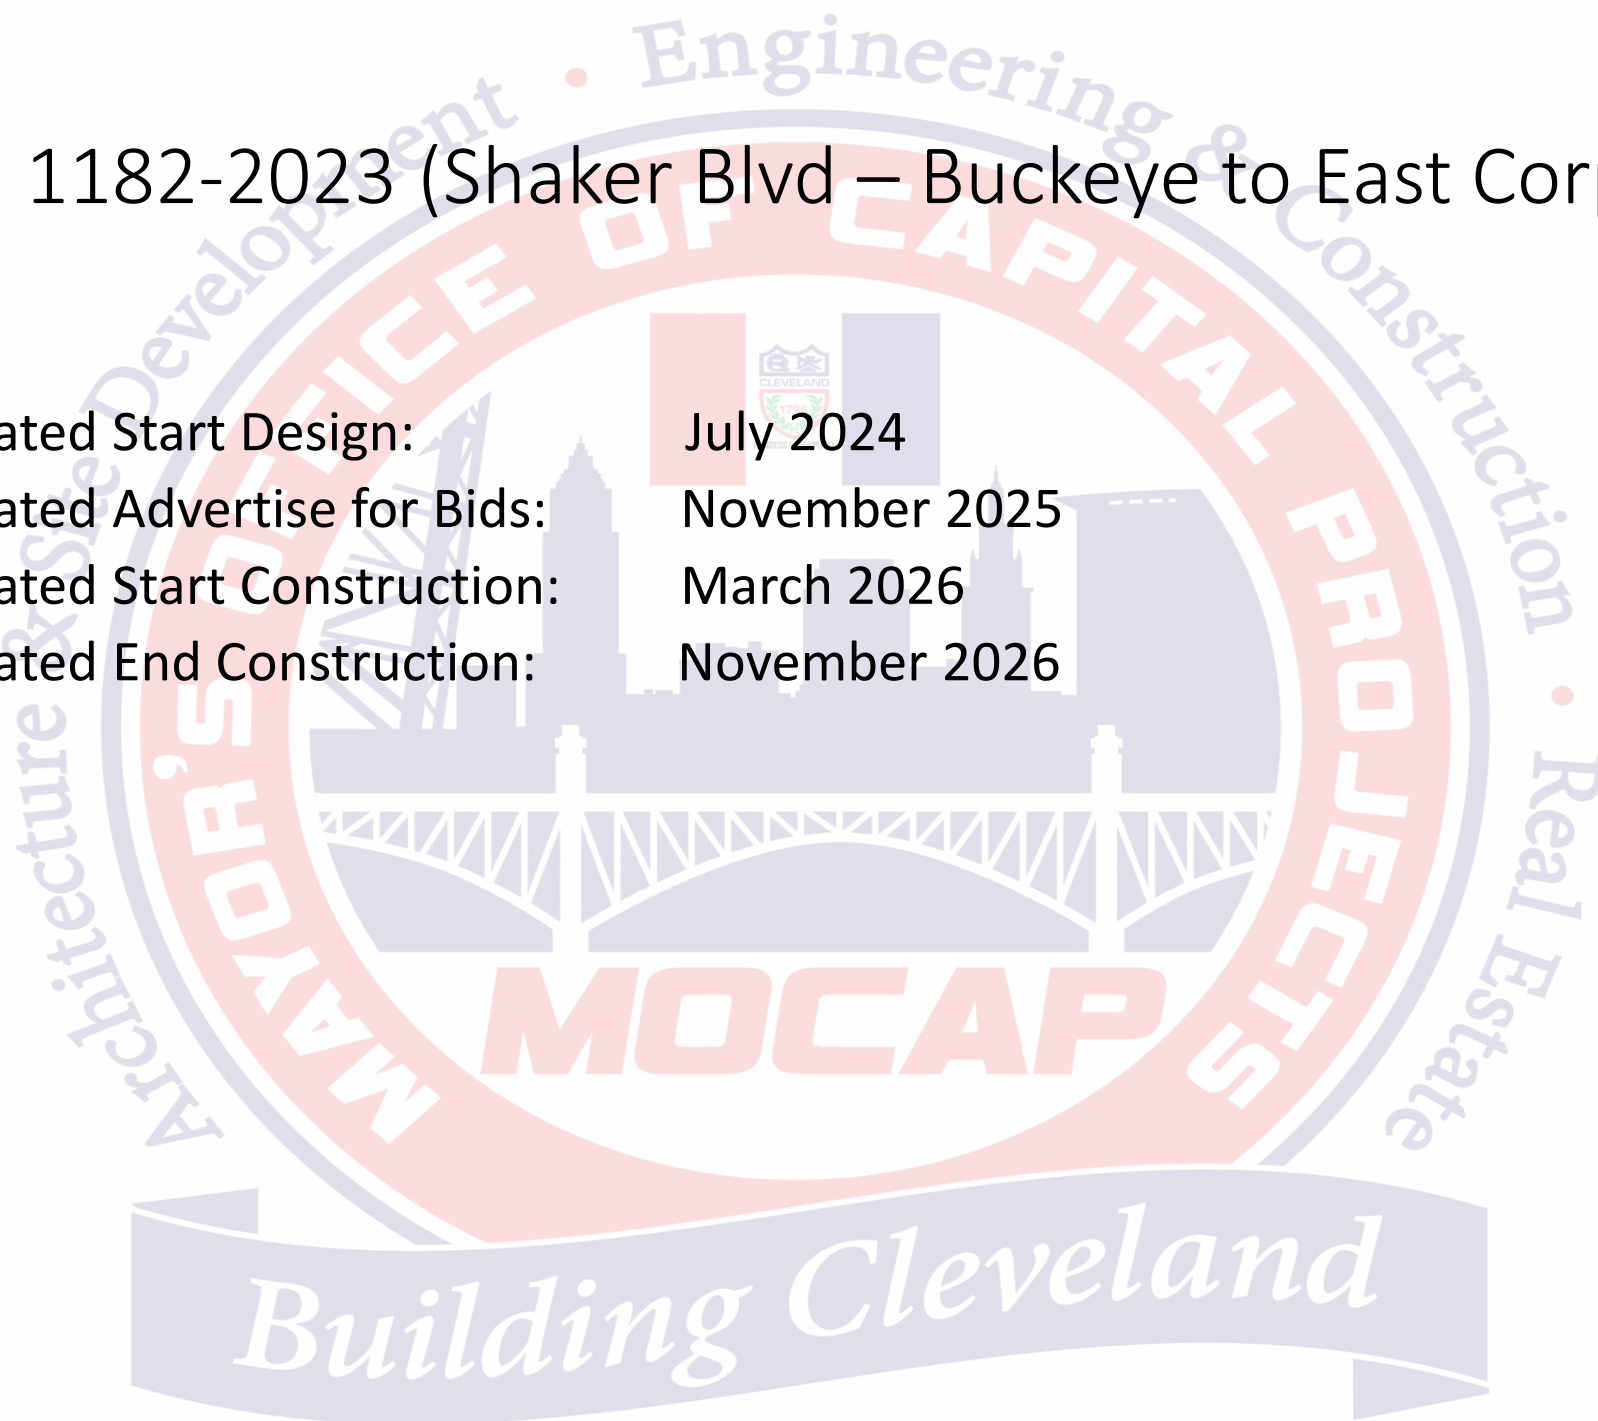 Architecture & Site Development • Engineering & Construction • Real Estate
1182-2023 (Shaker Blvd – Buckeye to East Cor
MAYOR'S OFFICE OF CAPITAL PROJECTS
CLEVELAND
ated Start Design: July 2024
ated Advertise for Bids: November 2025
ated Start Construction: March 2026
ated End Construction: November 2026
MOCAP
Building Cleveland